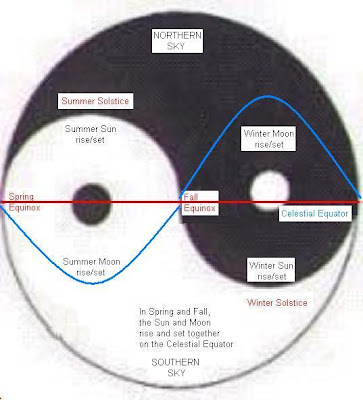 NORTHERN
SKY
Summer Solstice
Summer Sun
rise/set
Winter Moon
rise/set
Spring
Equinox
Fall
Equinox
Celestial Equator
Summer Moon
rise/set
Winter Sun
rise/set
Winter Solstice
In Spring and Fall,
the Sun and Moon
rise and set together
on the Celestial Equator
SOUTHERN
SKY